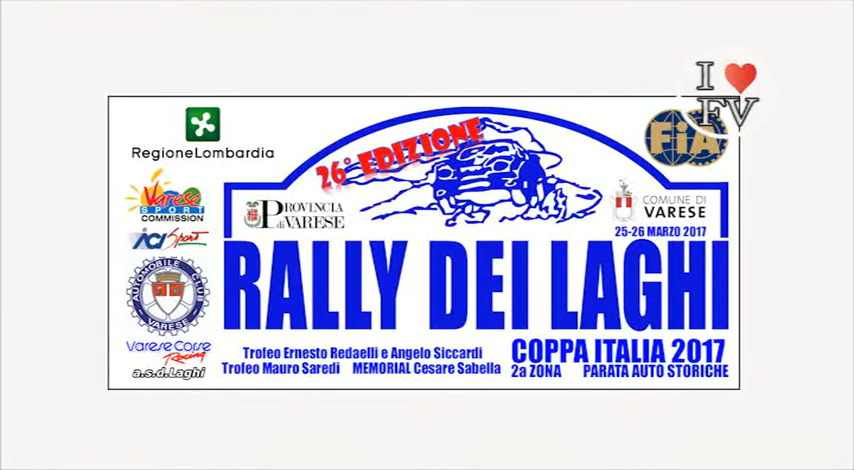 I ❤ FV
RegioneLombardia
26° EDIZIONE
FiA
Varese
SPORT
COMMISSION
PROVINCIA
di VARESE
COMUNE DI
VARESE
ACI Sport
25-26 MARZO 2017
RALLY DEI LAGHI
AUTOMOBILE CLUB
VARESE
Varese Corse
Racing
a.s.d.Laghi
Trofeo Ernesto Redaelli e Angelo Siccardi
Trofeo Mauro Saredi MEMORIAL Cesare Sabella
COPPA ITALIA 2017
2a ZONA PARATA AUTO STORICHE